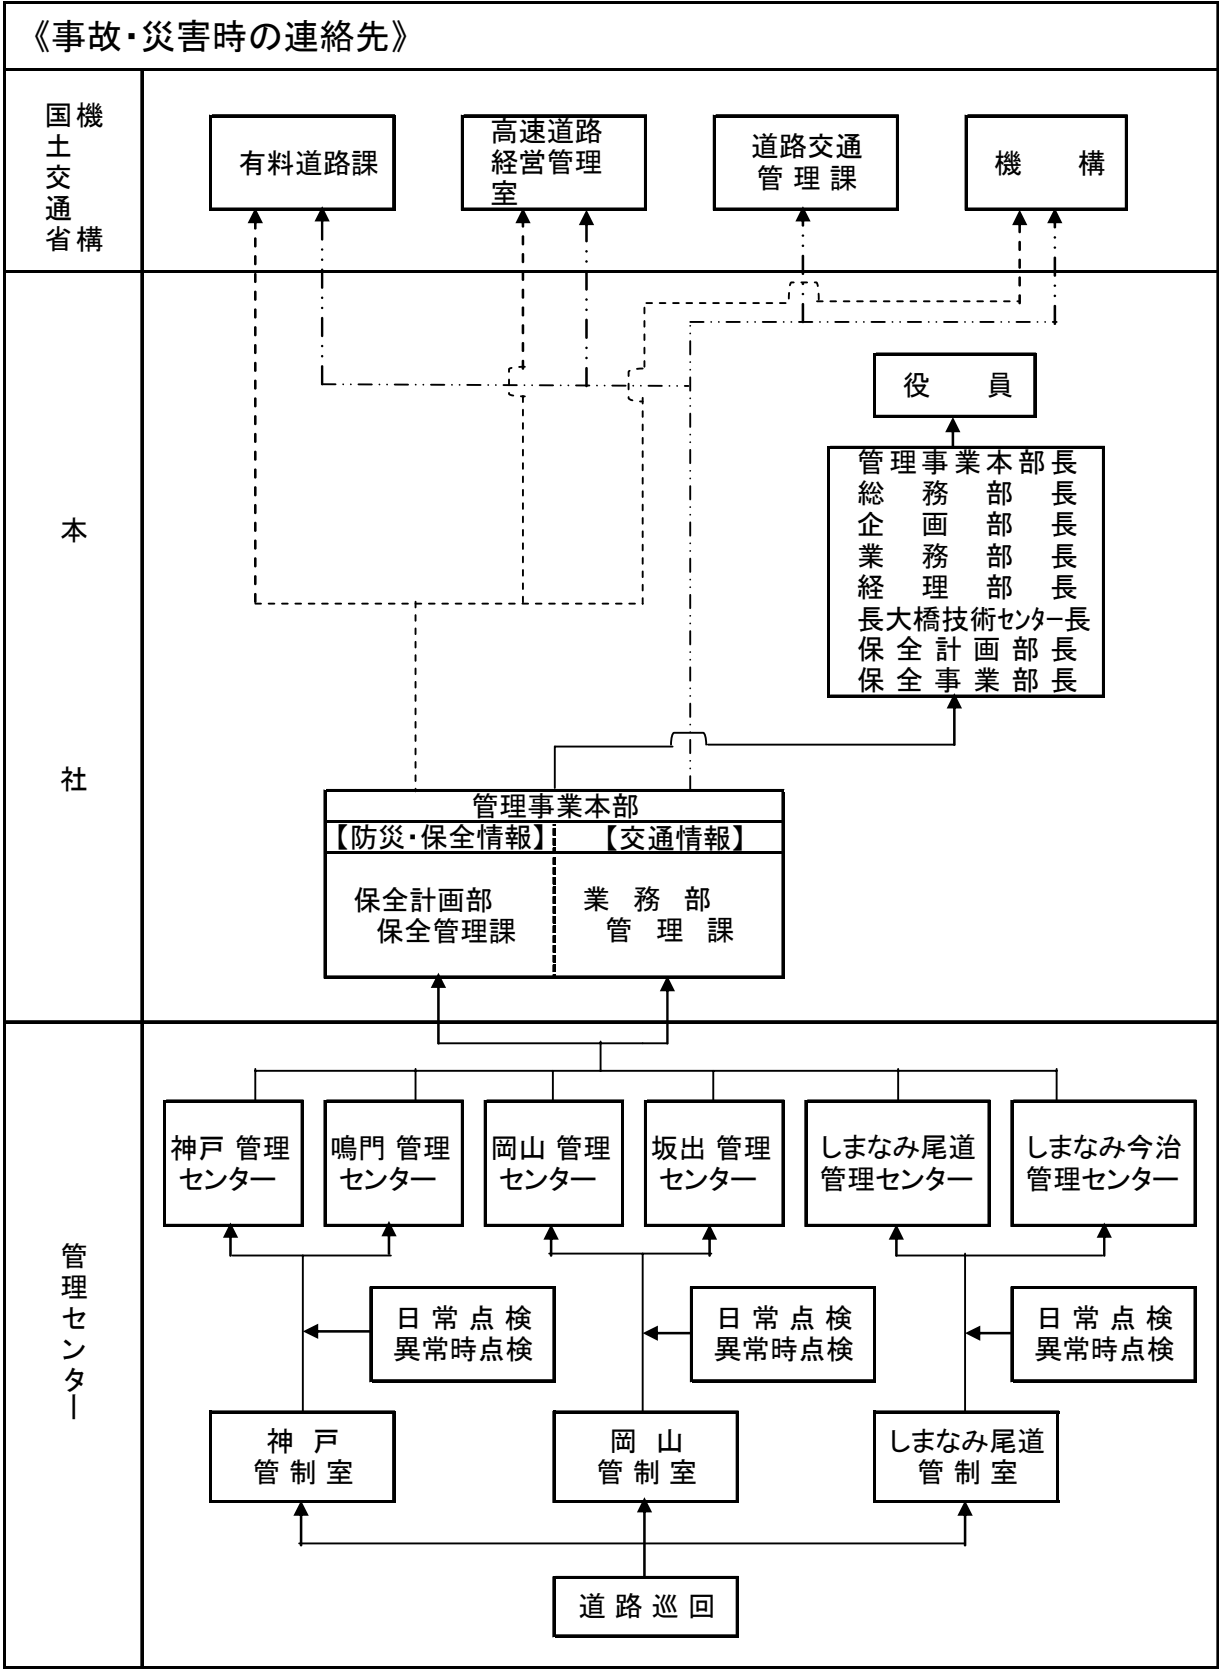 《事故・災害時の連絡先》
国土交通省
機構
有料道路課
高速道路
経営管理
室
道路交通
管理課
機構
本社
役員
管理事業本部長
総務部長
企画部長
業務部長
経理部長
長大橋技術センター長
保全計画部長
保全事業部長
管理事業本部
【防災・保全情報】
【交通情報】
保全計画部
保全管理課
業務部
管理課
管理センター
神戸 管理
センター
鳴門 管理
センター
岡山 管理
センター
坂出 管理
センター
しまなみ尾道
管理センター
しまなみ今治
管理センター
日常点検
異常時点検
日常点検
異常時点検
日常点検
異常時点検
神戸
管制室
岡山
管制室
しまなみ尾道
管制室
道路巡回